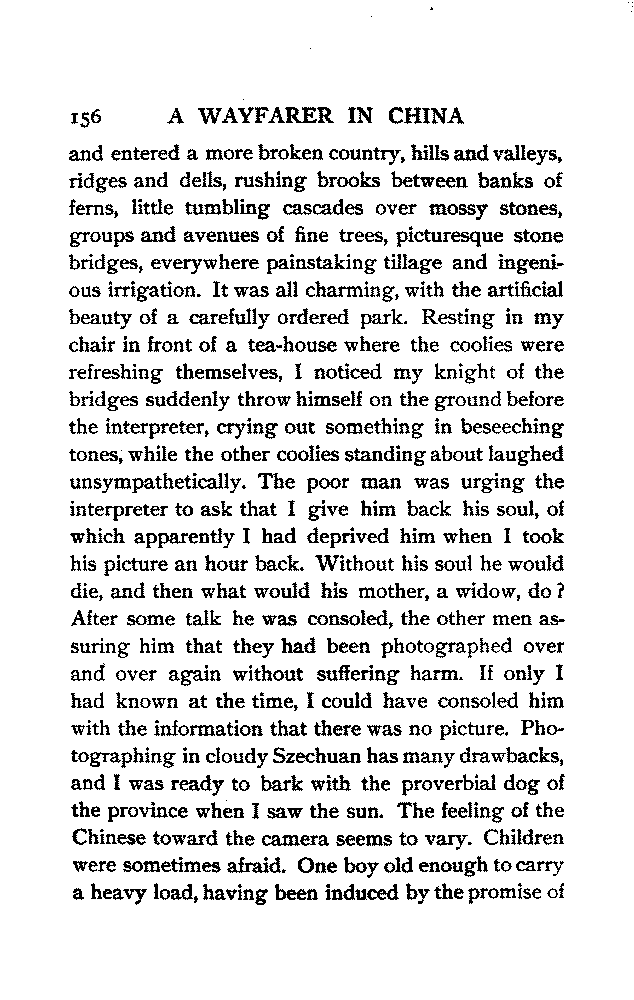 156 A WAYFARER IN CHINA
and entered a more broken country, hills and valleys,
ridges and dells, rushing brooks between banks of
ferns, little tumbling cascades over mossy stones,
groups and avenues of fine trees, picturesque stone
bridges, everywhere painstaking tillage and ingeni-
ous irrigation. It was all charming, with the artificial
beauty of a carefully ordered park. Resting in my
chair in front of a tea-house where the coolies were
refreshing themselves, I noticed my knight of the
bridges suddenly throw himself on the ground before
the interpreter, crying out something in beseeching
tones, while the other coolies standing about laughed
unsympathetically. The poor man was urging the
interpreter to ask that I give him back his soul, of
which apparently I had deprived him when I took
his picture an hour back. Without his soul he would
die, and then what would his mother, a widow, do?
After some talk he was consoled, the other men as-
suring him that they had been photographed over
and over again without suffering harm. If only I
had known at the time, I could have consoled him
with the information that there was no picture. Pho-
tographing in cloudy Szechuan has many drawbacks,
and I was ready to bark with the proverbial dog of
the province when I saw the sun. The feeling of the
Chinese toward the camera seems to vary. Children
were sometimes afraid. One boy old enough to carry
a heavy load, having been induced by the promise of